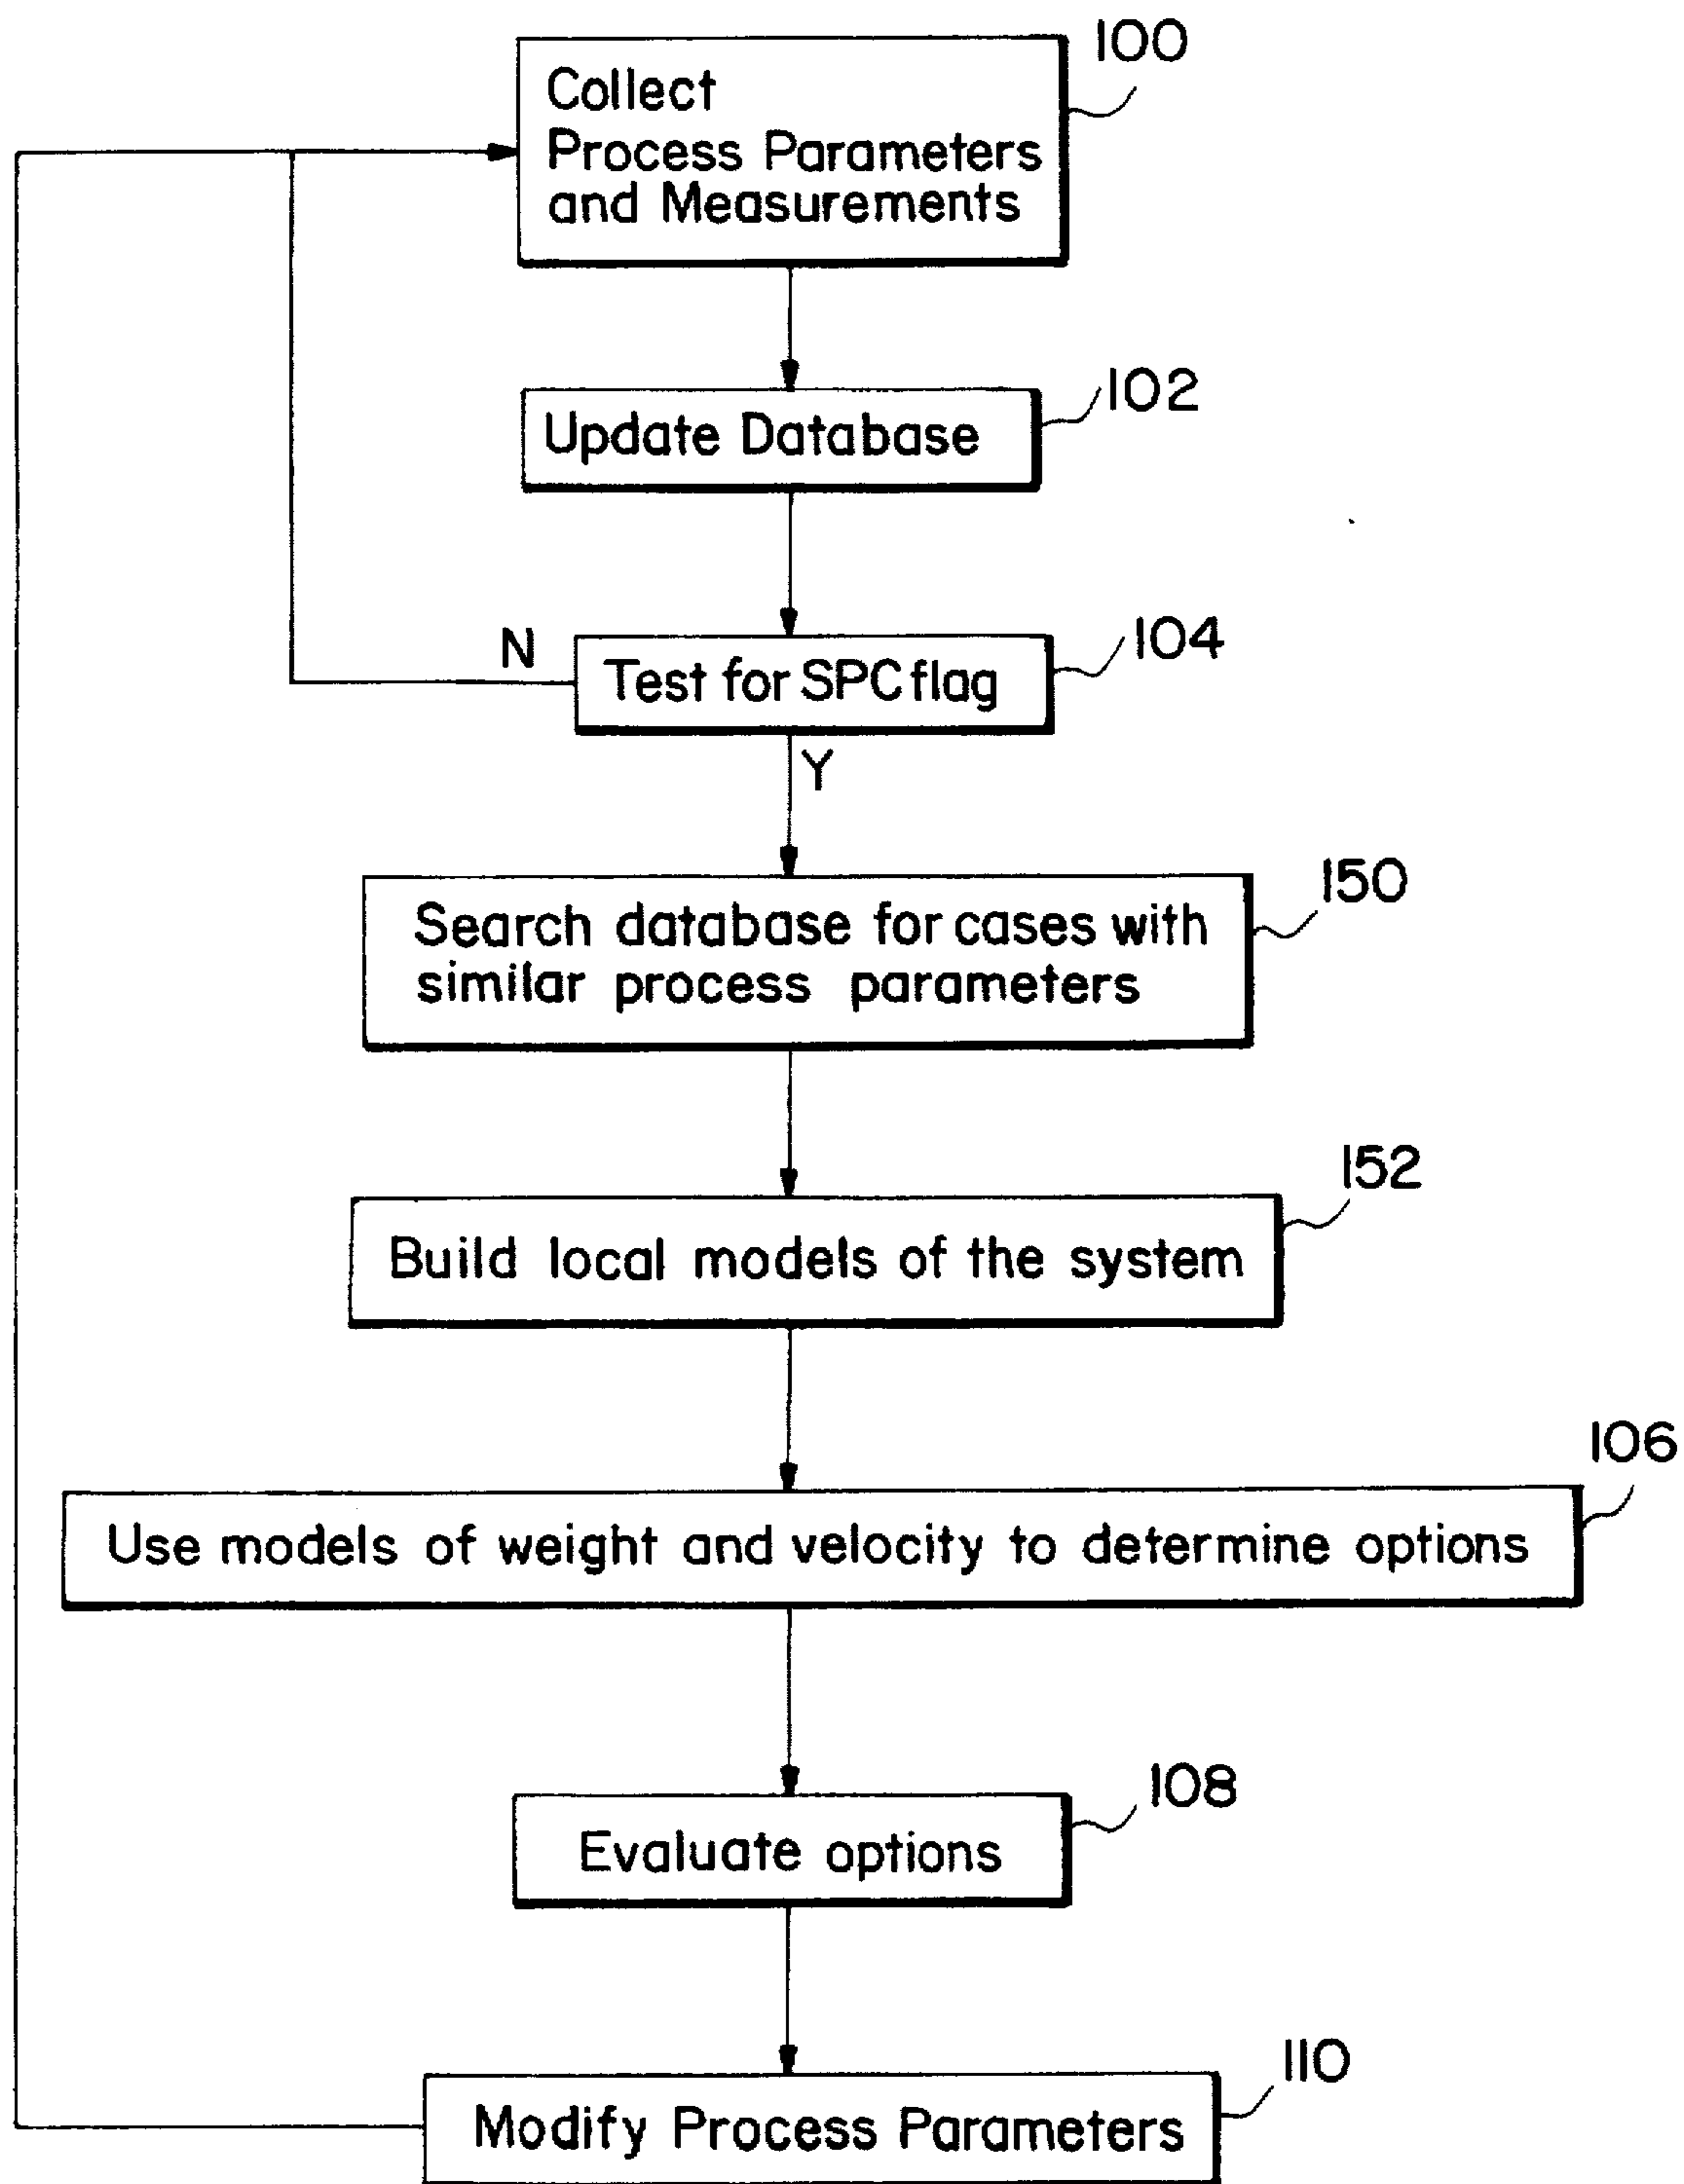 100
Collect
Process Parameters
and Measurements
102
Update Database
104
N
Test for SPC flag
Y
150
Search database for cases with
similar process parameters
152
Build local models of the system
106
Use models of weight and velocity to determine options
108
Evaluate options
110
Modify Process Parameters